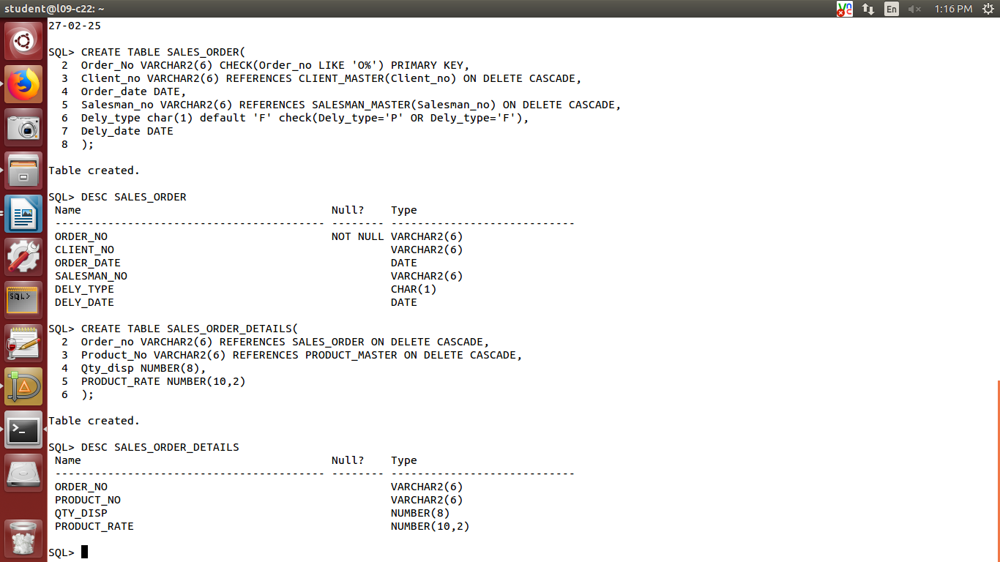 student@l09-c22: ~
En
1:16 PM
27-02-25
SQL> CREATE TABLE SALES_ORDER(
  2  Order_No VARCHAR2(6) CHECK(Order_no LIKE 'O%') PRIMARY KEY,
  3  Client_no VARCHAR2(6) REFERENCES CLIENT_MASTER(Client_no) ON DELETE CASCADE,
  4  Order_date DATE,
  5  Salesman_no VARCHAR2(6) REFERENCES SALESMAN_MASTER(Salesman_no) ON DELETE CASCADE,
  6  Dely_type char(1) default 'F' check(Dely_type='P' OR Dely_type='F'),
  7  Dely_date DATE
  8  );
Table created.
SQL> DESC SALES_ORDER
 Name                                      Null?    Type
 ----------------------------------------- -------- ----------------------------
 ORDER_NO                                  NOT NULL VARCHAR2(6)
 CLIENT_NO                                          VARCHAR2(6)
 ORDER_DATE                                         DATE
 SALESMAN_NO                                        VARCHAR2(6)
 DELY_TYPE                                          CHAR(1)
 DELY_DATE                                          DATE
SQL> CREATE TABLE SALES_ORDER_DETAILS(
  2  Order_no VARCHAR2(6) REFERENCES SALES_ORDER ON DELETE CASCADE,
  3  Product_No VARCHAR2(6) REFERENCES PRODUCT_MASTER ON DELETE CASCADE,
  4  Qty_disp NUMBER(8),
  5  PRODUCT_RATE NUMBER(10,2)
  6  );
Table created.
SQL> DESC SALES_ORDER_DETAILS
 Name                                      Null?    Type
 ----------------------------------------- -------- ----------------------------
 ORDER_NO                                           VARCHAR2(6)
 PRODUCT_NO                                         VARCHAR2(6)
 QTY_DISP                                           NUMBER(8)
 PRODUCT_RATE                                       NUMBER(10,2)
SQL>
SQL>